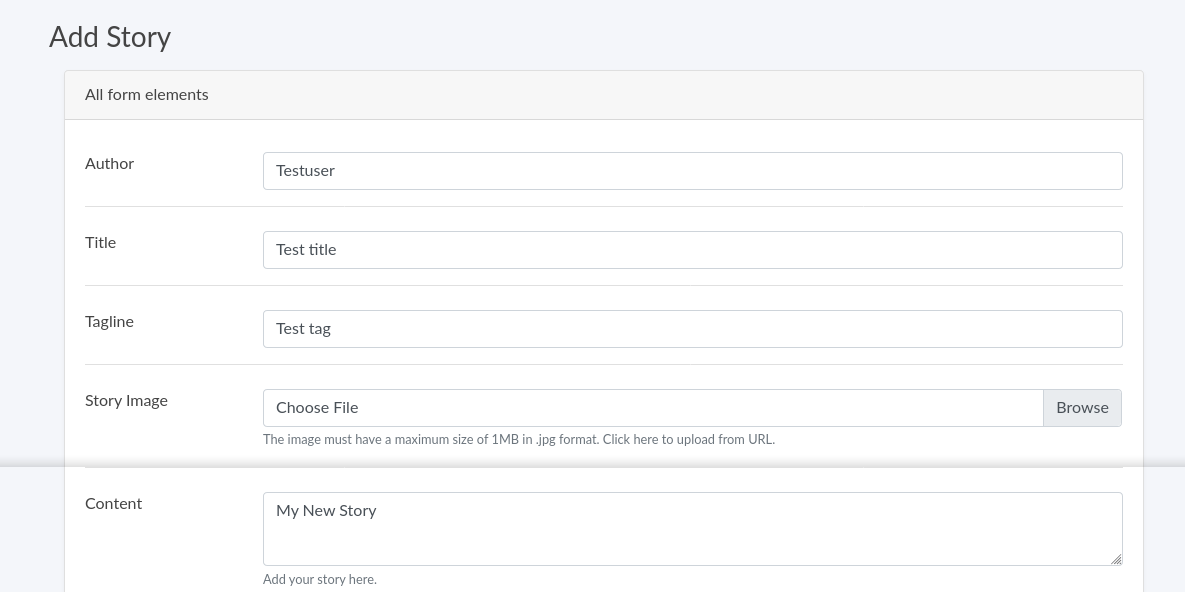 Add Story
All form elements
Author
Testuser
Title
Test title
Tagline
Test tag
Story Image
Choose File
Browse
The image must have a maximum size of 1MB in .jpg format. Click here to upload from URL.
Content
My New Story
Add your story here.